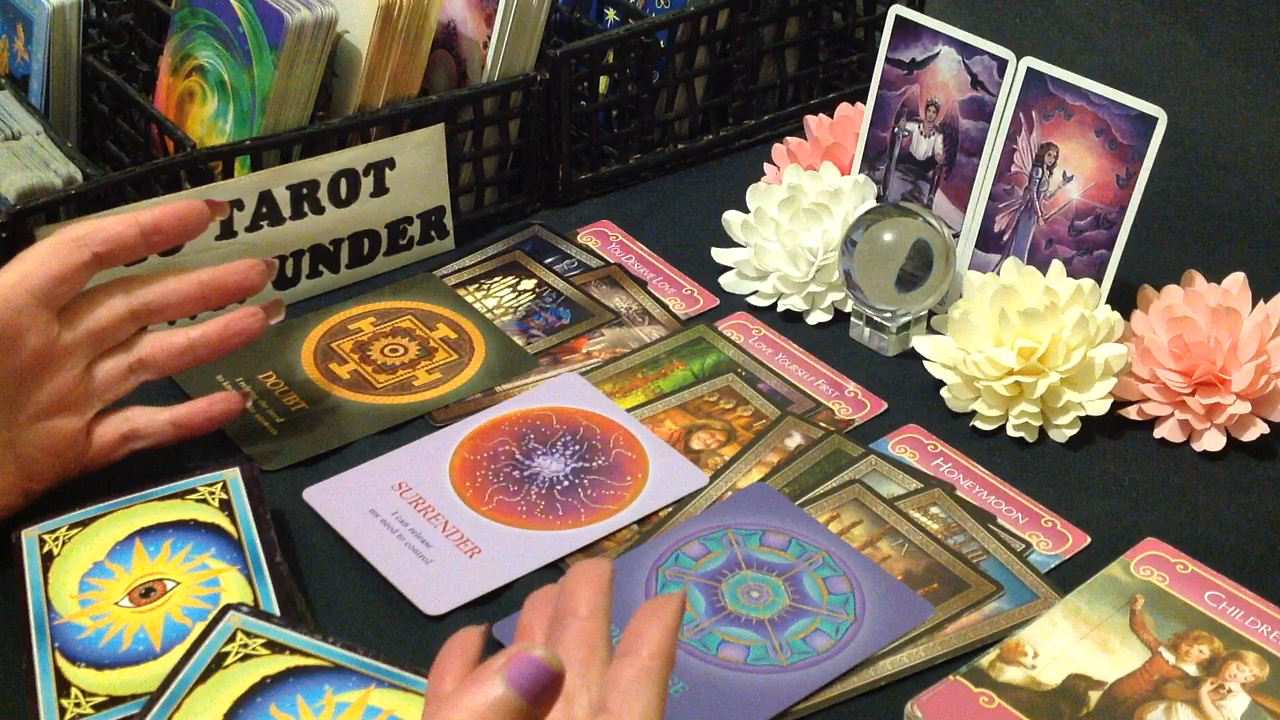 TAROT
UNDER
YOU DESERVE LOVE
LOVE YOURSELF FIRST
HONEYMOON
CHILDRE
DOUBT
SURRENDER
I can release
my need to control